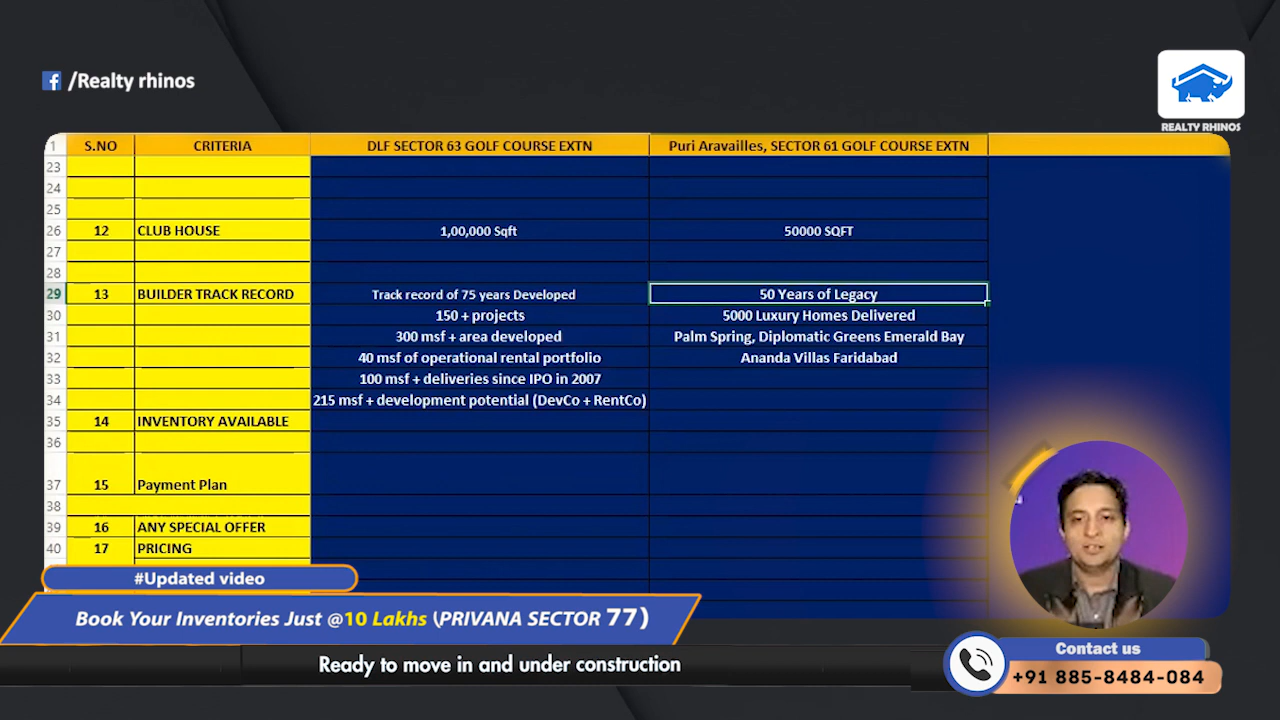 f /Realty rhinos
REALTY RHINOS
1 S.NO CRITERIA DLF SECTOR 63 GOLF COURSE EXTN Puri Aravailles, SECTOR 61 GOLF COURSE EXTN
23
24
25
26 12 CLUB HOUSE 1,00,000 Sqft 50000 SQFT
27
28
29 13 BUILDER TRACK RECORD Track record of 75 years Developed 50 Years of Legacy
30 150 + projects 5000 Luxury Homes Delivered
31 300 msf + area developed Palm Spring, Diplomatic Greens Emerald Bay
32 40 msf of operational rental portfolio Ananda Villas Faridabad
33 100 msf + deliveries since IPO in 2007
34 215 msf + development potential (DevCo + RentCo)
35 14 INVENTORY AVAILABLE
36
37 15 Payment Plan
38
39 16 ANY SPECIAL OFFER
40 17 PRICING
#Updated video
Book Your Inventories Just @10 Lakhs (PRIVANA SECTOR 77)
Ready to move in and under construction
Contact us
+91 885-8484-084